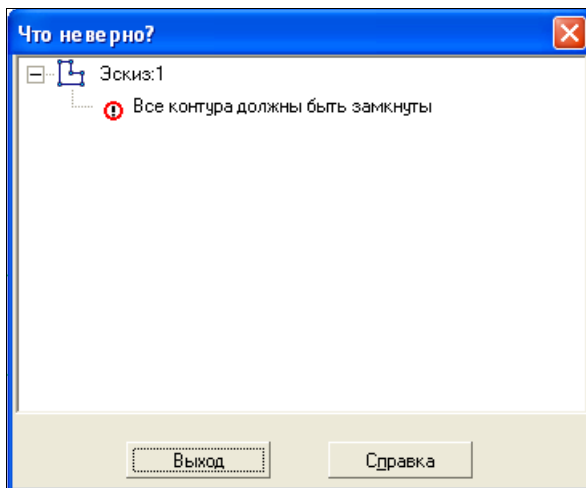 Что неверно?
Эскиз:1
Все контура должны быть замкнуты
Выход
Справка